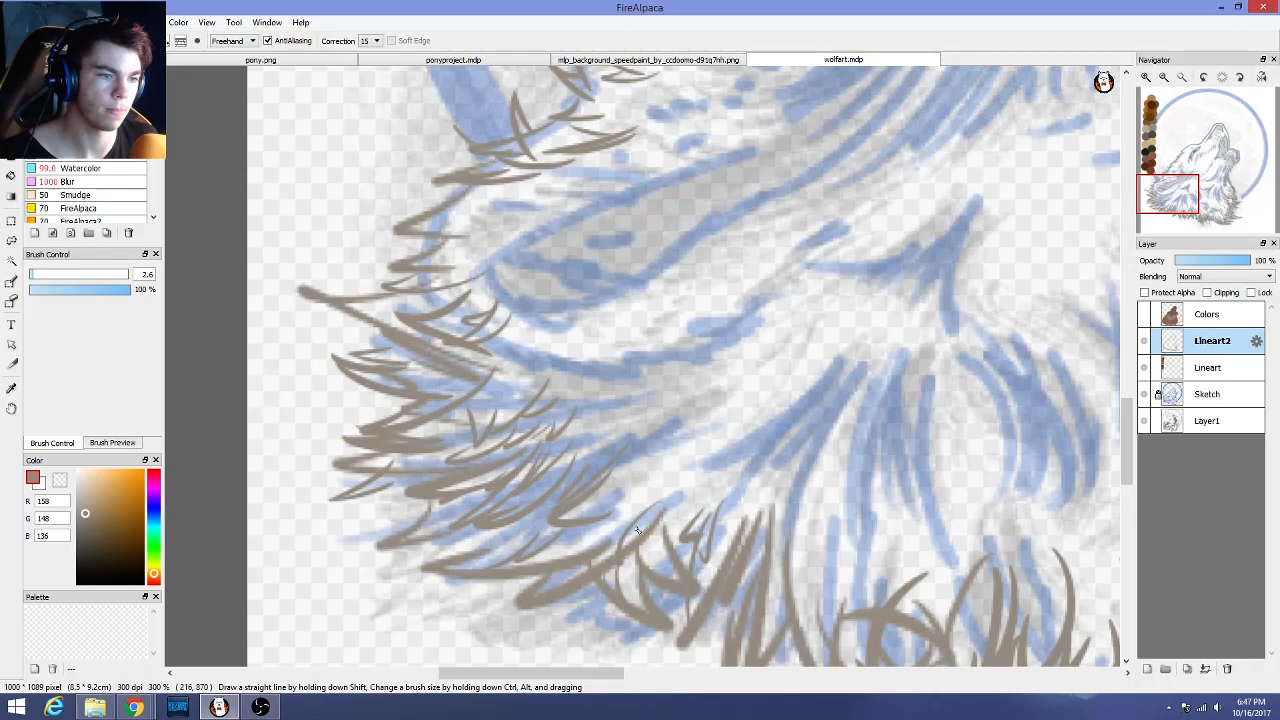 FireAlpaca
Color View Tool Window Help
Freehand AntiAliasing Correction 15 Soft Edge
pony.png ponyproject.mdp mlp_background_speedpaint_by_ccdoomo-d91q7nh.png wolfart.mdp
Navigator
99.0 Watercolor
1000 Blur
50 Smudge
70 FireAlpaca
70 FireAlpaca2
Brush Control
2.6
100 %
Brush Control Brush Preview
Color
R 158
G 148
B 136
Palette
---
Layer
Opacity 100 %
Blending Normal
Protect Alpha Clipping Lock
Colors
Lineart2
Lineart
Sketch
Layer1
1000 * 1089 pixel (8.5 * 9.2cm) 300 dpi 300 % ( 216, 870 ) Draw a straight line by holding down Shift, Change a brush size by holding down Ctrl, Alt, and dragging
BLIZZARD
6:47 PM
10/16/2017